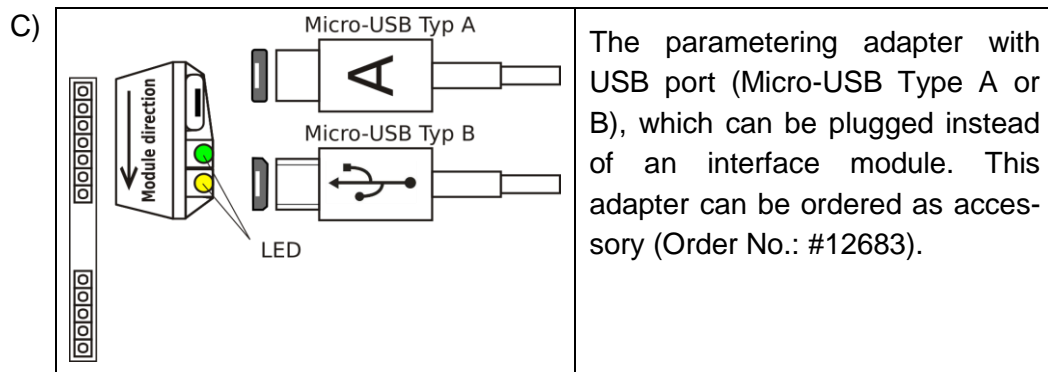 C)
Micro-USB Typ A
A
Module direction
Micro-USB Typ B
LED
The parametering adapter with
USB port (Micro-USB Type A or
B), which can be plugged instead
of an interface module. This
adapter can be ordered as acces-
sory (Order No.: #12683).